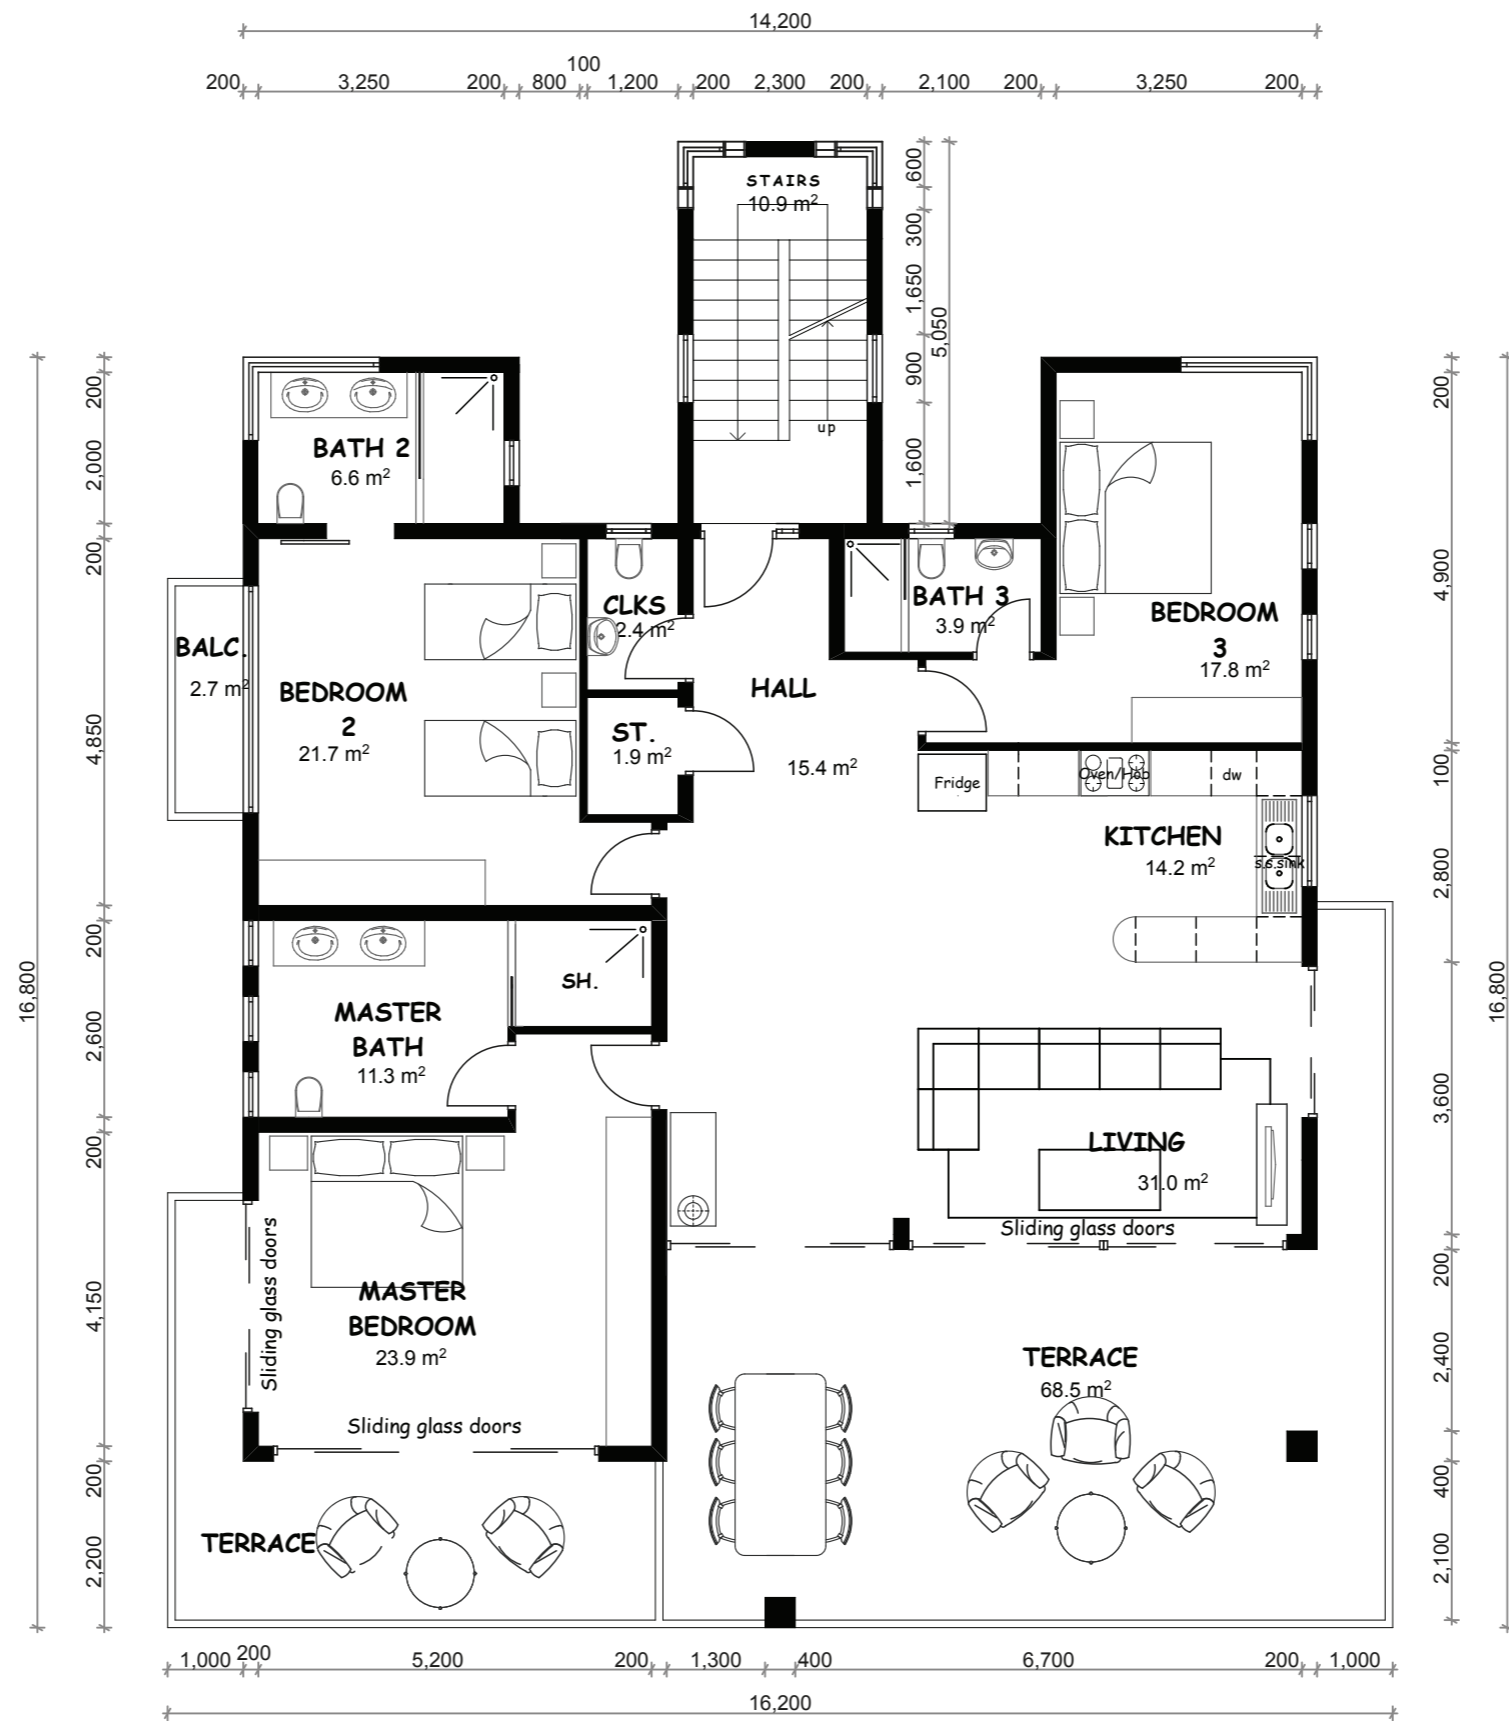 14,200
100
200 3,250 200 800 1,200 200 2,300 200 2,100 200 3,250 200
STAIRS
10.9 m²
600
300
1,650
5,050
900
1,600
up
200
2,000
200
4,850
200
2,600
200
4,150
200
2,200
16,800
BATH 2
6.6 m²
BALC.
2.7 m²
BEDROOM
2
21.7 m²
CLKS
2.4 m²
ST.
1.9 m²
HALL
15.4 m²
BATH 3
3.9 m²
BEDROOM
3
17.8 m²
Fridge
Oven/Hob
dw
KITCHEN
14.2 m²
s.s.sink
SH.
MASTER
BATH
11.3 m²
LIVING
31.0 m²
Sliding glass doors
Sliding glass doors
MASTER
BEDROOM
23.9 m²
Sliding glass doors
TERRACE
68.5 m²
TERRACE
200
4,900
100
2,800
3,600
200
2,400
400
2,100
16,800
1,000 200 5,200 200 1,300 400 6,700 200 1,000
16,200